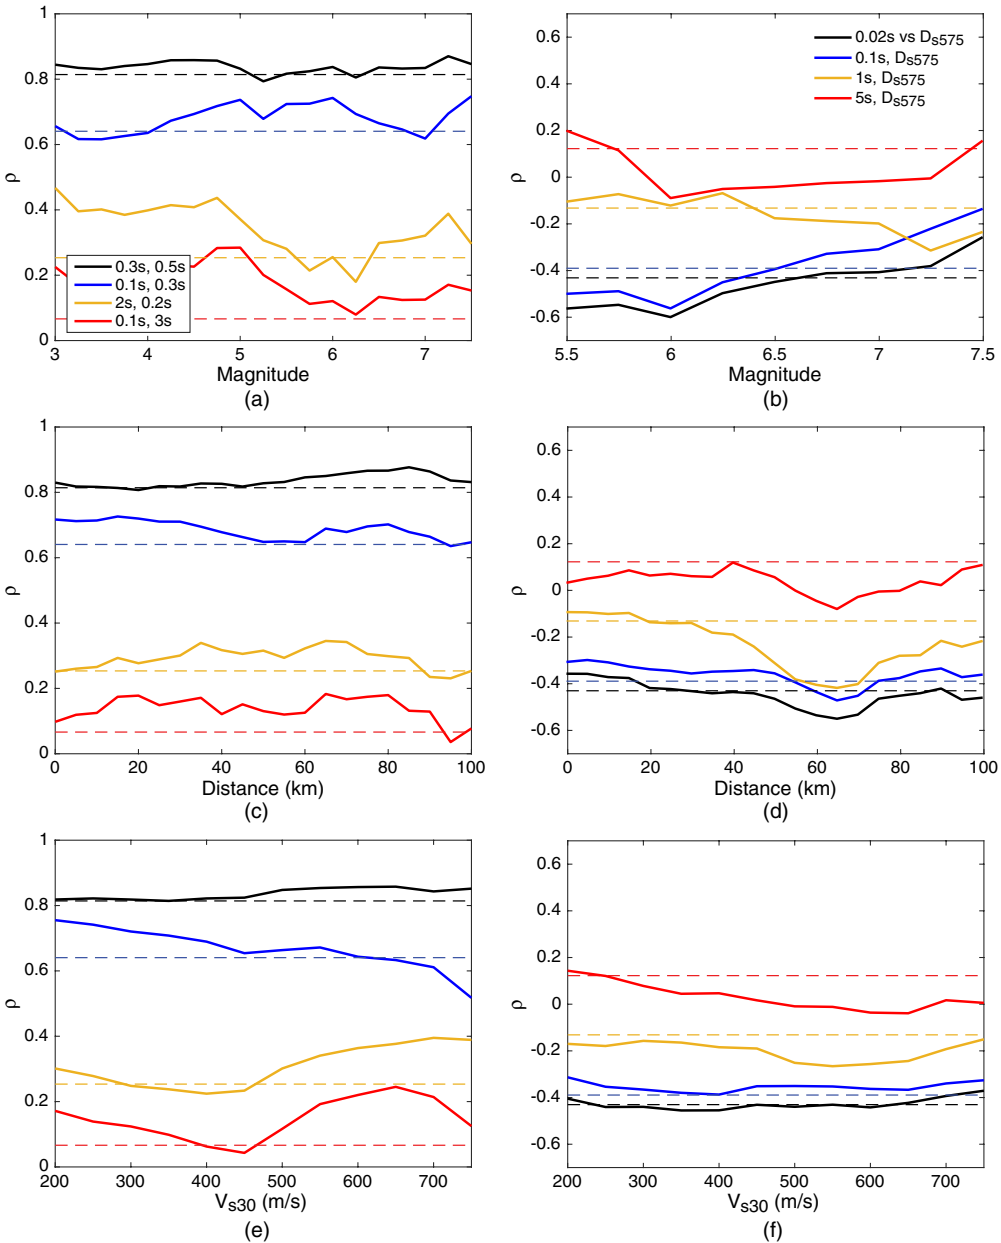 1
0.8
0.6
ρ
0.4
0.2
0
0.3s, 0.5s
0.1s, 0.3s
2s, 0.2s
0.1s, 3s
3 4 5 6 7
Magnitude
(a)
0.6
0.4
0.2
ρ
0
-0.2
-0.4
-0.6
0.02s vs Ds575
0.1s, Ds575
1s, Ds575
5s, Ds575
5.5 6 6.5 7 7.5
Magnitude
(b)
1
0.8
0.6
ρ
0.4
0.2
0
0 20 40 60 80 100
Distance (km)
(c)
0.6
0.4
0.2
ρ
0
-0.2
-0.4
-0.6
0 20 40 60 80 100
Distance (km)
(d)
1
0.8
0.6
ρ
0.4
0.2
0
200 300 400 500 600 700
Vs30 (m/s)
(e)
0.6
0.4
0.2
ρ
0
-0.2
-0.4
-0.6
200 300 400 500 600 700
Vs30 (m/s)
(f)